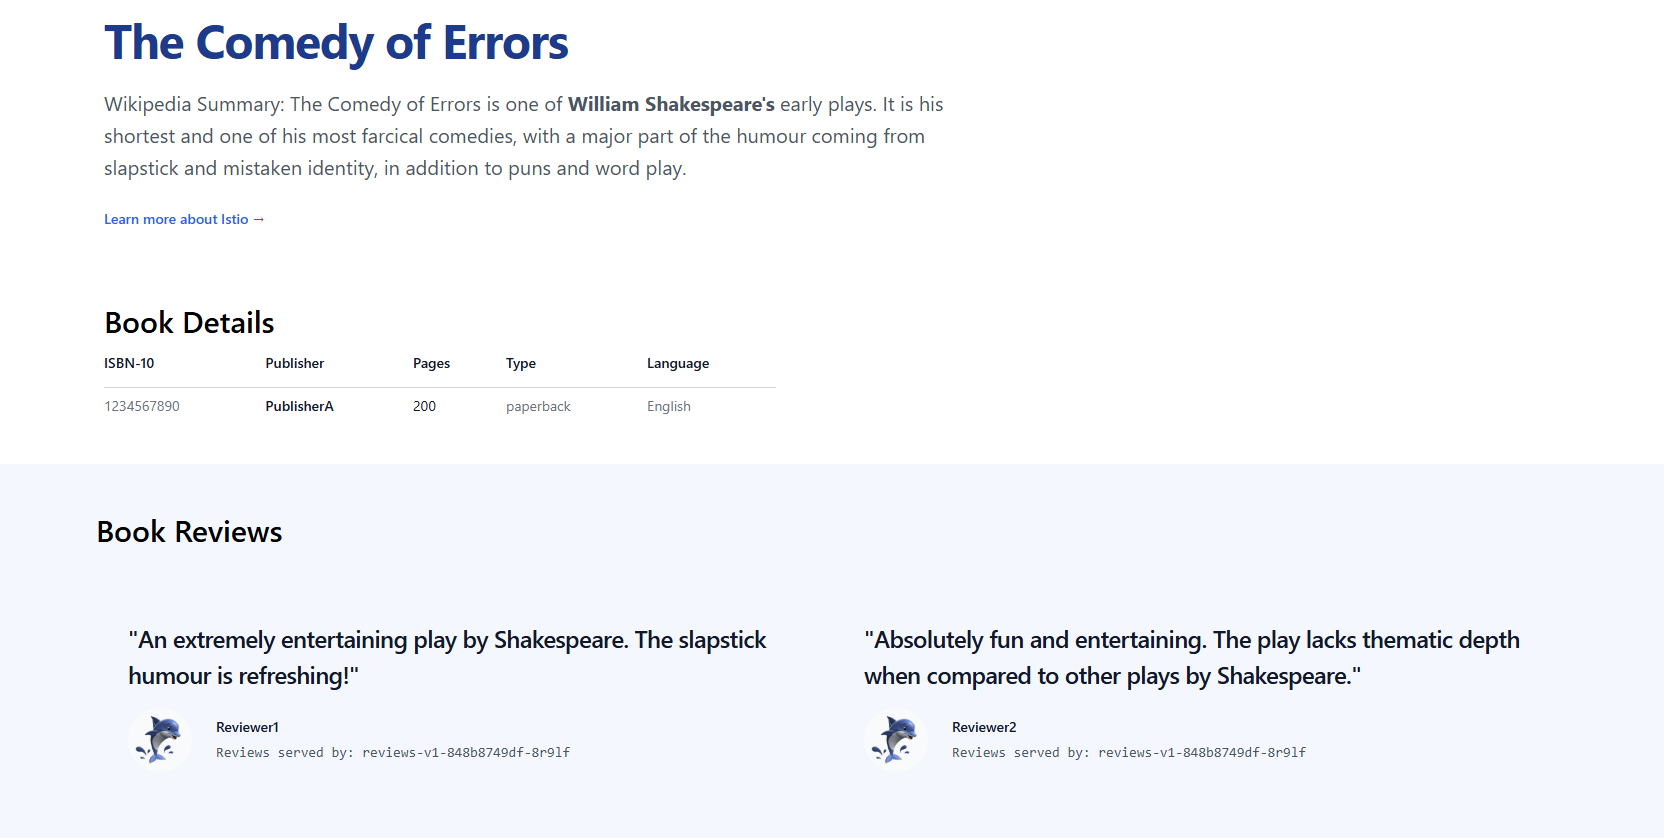 The Comedy of Errors
Wikipedia Summary: The Comedy of Errors is one of William Shakespeare's early plays. It is his
shortest and one of his most farcical comedies, with a major part of the humour coming from
slapstick and mistaken identity, in addition to puns and word play.
Learn more about Istio →
Book Details
ISBN-10 Publisher Pages Type Language
1234567890 PublisherA 200 paperback English
Book Reviews
"An extremely entertaining play by Shakespeare. The slapstick
humour is refreshing!"
Reviewer1
Reviews served by: reviews-v1-848b8749df-8r9lf
"Absolutely fun and entertaining. The play lacks thematic depth
when compared to other plays by Shakespeare."
Reviewer2
Reviews served by: reviews-v1-848b8749df-8r9lf